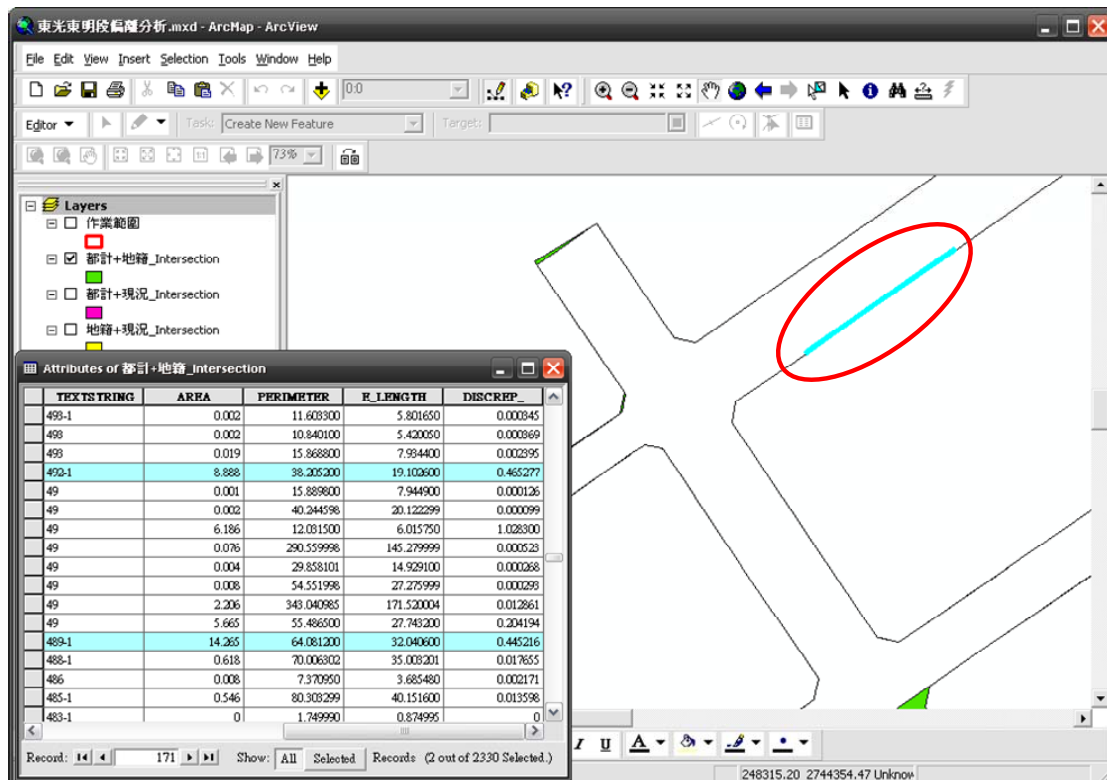 東光東明段偏離分析.mxd - ArcMap - ArcView
File Edit View Insert Selection Tools Window Help
0:0
Editor Task: Create New Feature Target:
1:1 73%
Layers
作業範圍
都計+地籍_Intersection
都計+現況_Intersection
地籍+現況_Intersection
Attributes of 都計+地籍_Intersection
TEXTSTRING AREA PERIMETER E_LENGTH DISCREP_
493-1 0.002 11.603300 5.801650 0.000345
493 0.002 10.840100 5.420050 0.000369
493 0.019 15.868800 7.934400 0.002395
492-1 8.888 38.205200 19.102600 0.465277
49 0.001 15.889800 7.944900 0.000126
49 0.002 40.244598 20.122299 0.000099
49 6.186 12.031500 6.015750 1.028300
49 0.076 290.559998 145.279999 0.000523
49 0.004 29.858101 14.929100 0.000268
49 0.008 54.551998 27.275999 0.000293
49 2.206 343.040985 171.520004 0.012861
49 5.665 55.486500 27.743200 0.204194
489-1 14.265 64.081200 32.040600 0.445216
488-1 0.618 70.006302 35.003201 0.017655
486 0.008 7.370950 3.685480 0.002171
485-1 0.546 80.303299 40.151600 0.013598
483-1 0 1.749990 0.874995 0
Record: 171 Show: All Selected Records (2 out of 2330 Selected.)
I U A
248315.20 2744354.47 Unknow